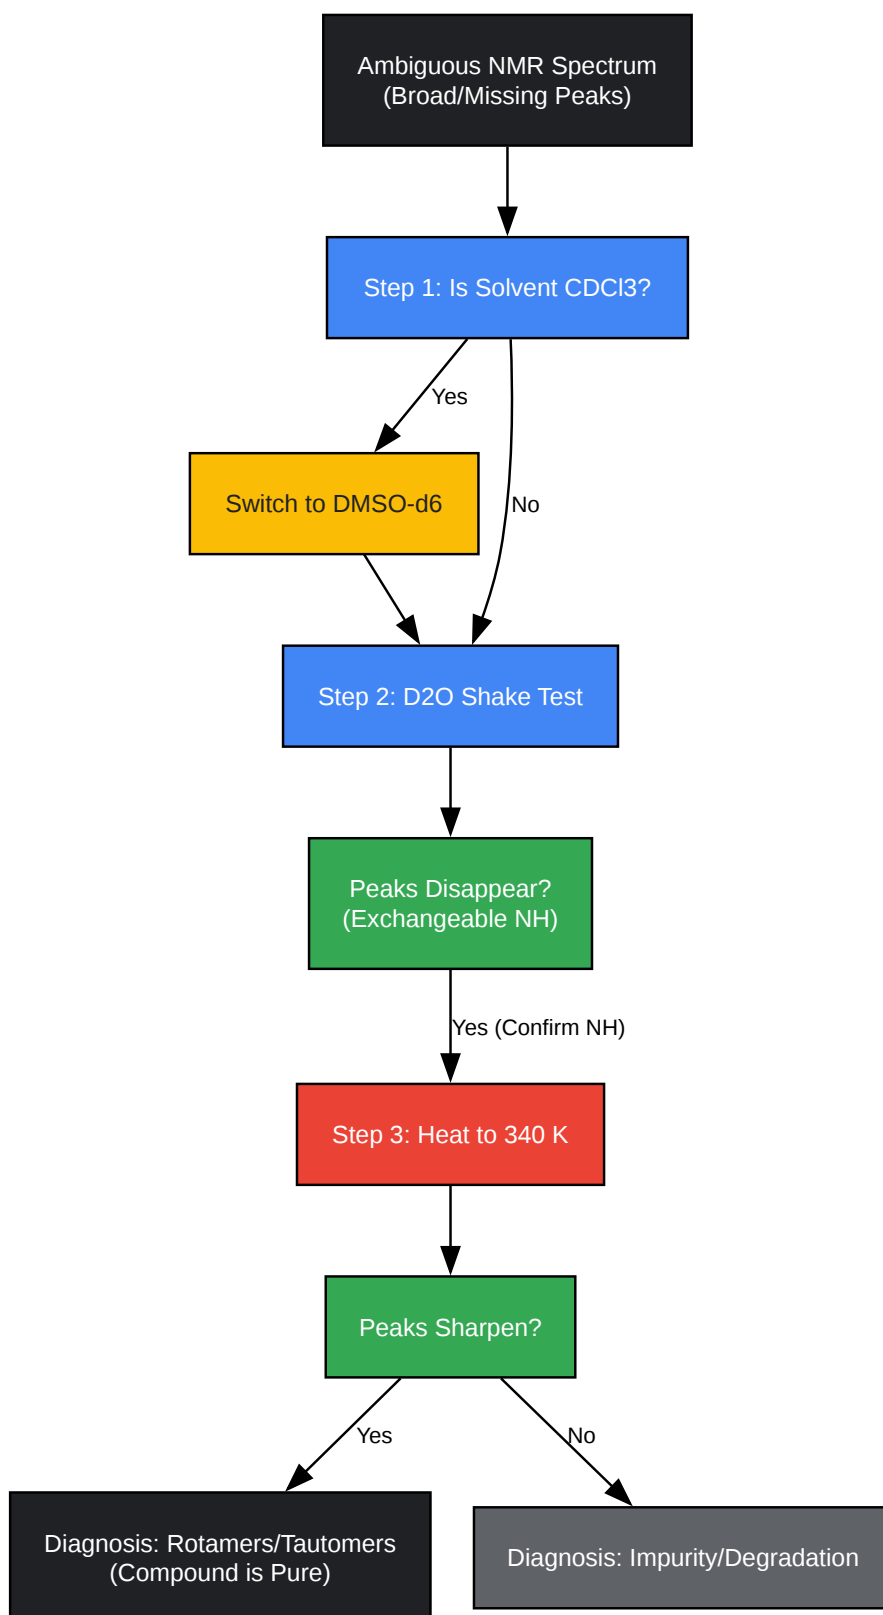 Ambiguous NMR Spectrum
(Broad/Missing Peaks)
Step 1: Is Solvent CDCl3?
Yes
Switch to DMSO-d6
No
Step 2: D2O Shake Test
Peaks Disappear?
(Exchangeable NH)
Yes (Confirm NH)
Step 3: Heat to 340 K
Peaks Sharpen?
Yes
No
Diagnosis: Rotamers/Tautomers
(Compound is Pure)
Diagnosis: Impurity/Degradation